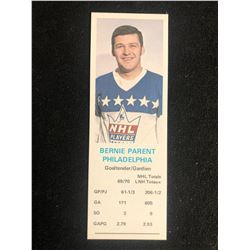 NHL
PLAYERS
BERNIE PARENT
PHILADELPHIA
Goaltender/Gardien
NHL Totals
69/70 LNH Totaux
GP/PJ 61-1/3 206-1/2
GA 171 605
SO 3 9
GAPG 2.79 2.93